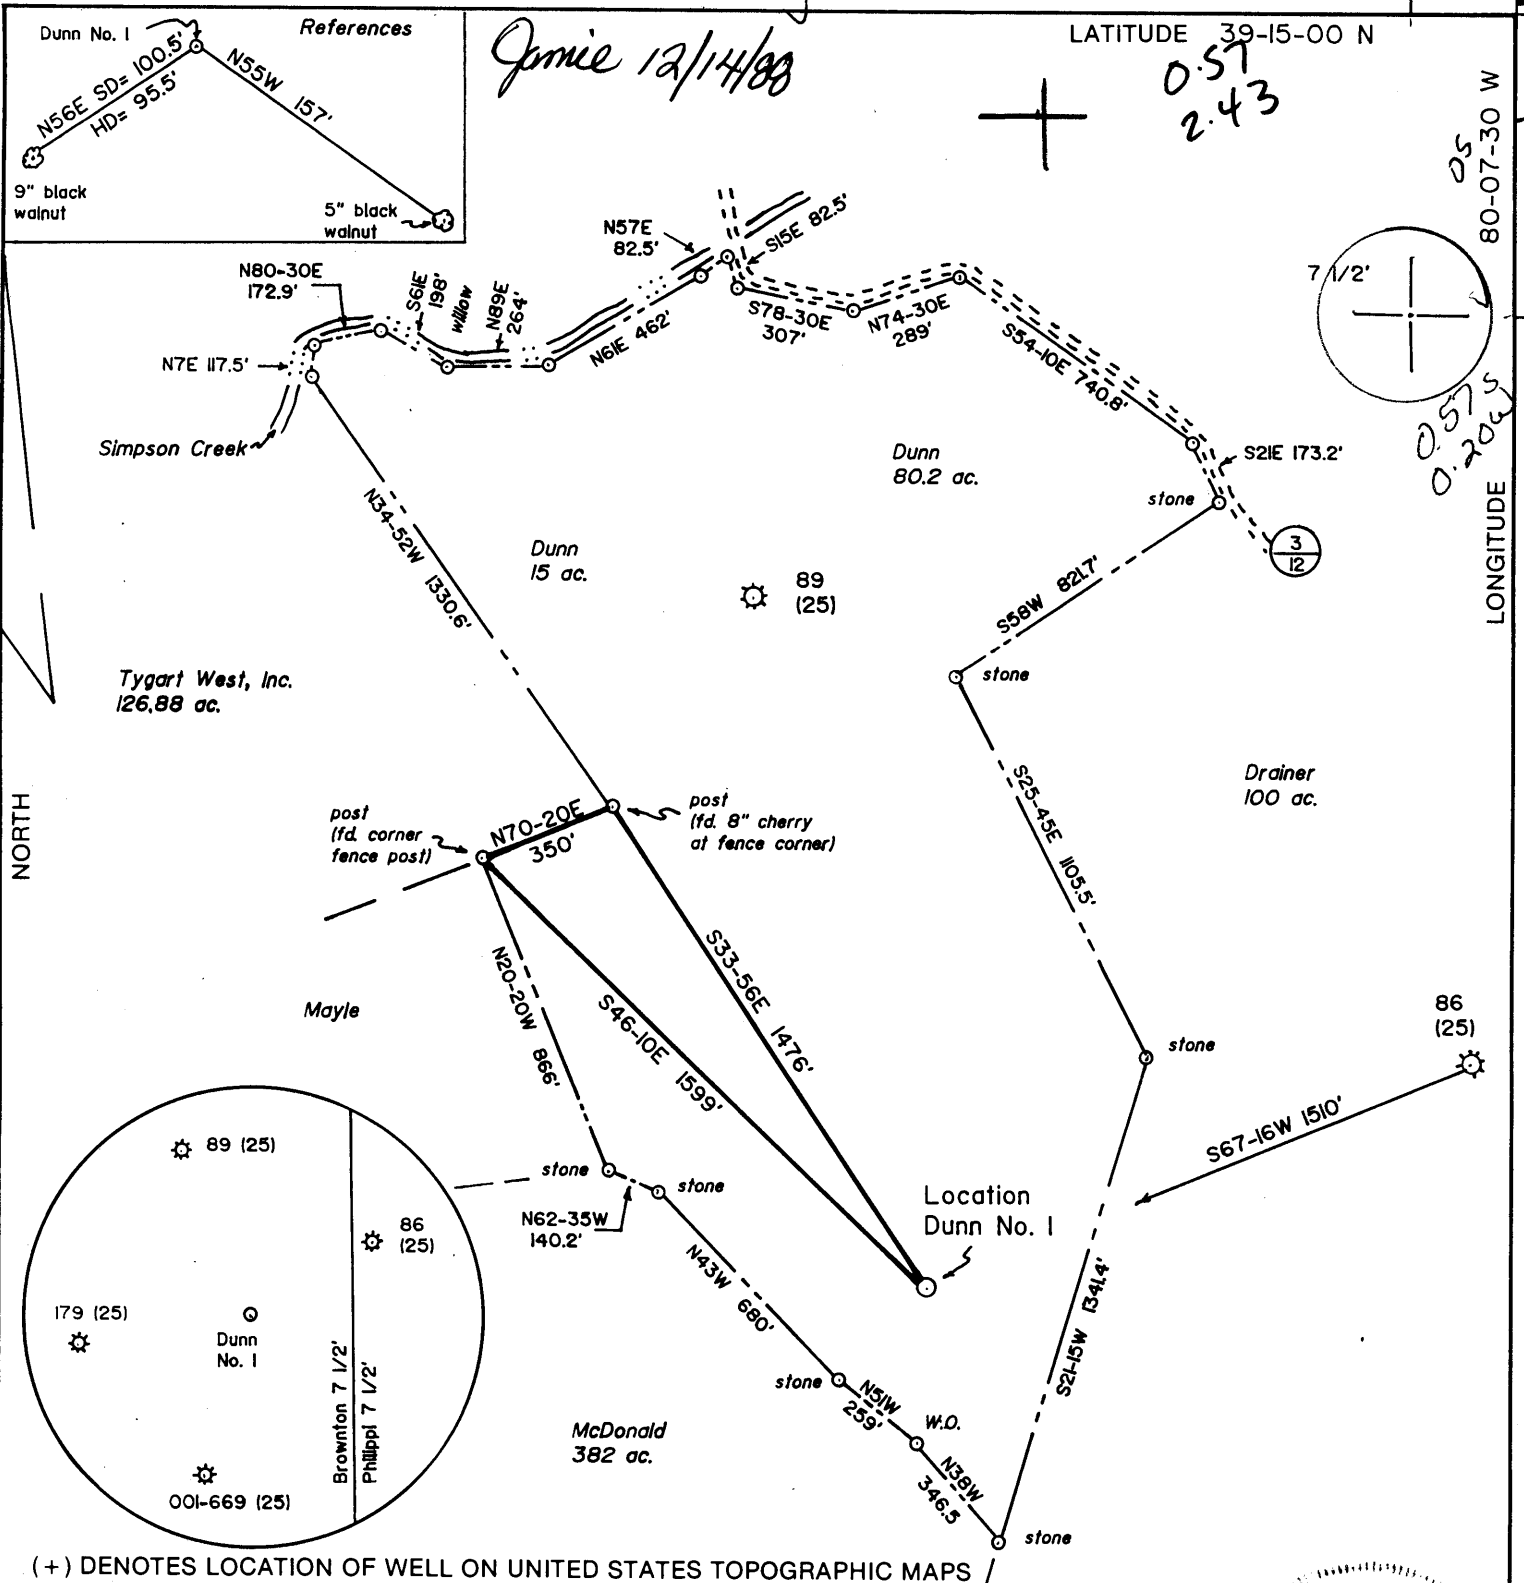 Dunn No. 1
References
N56E SD= 100.5'
HD= 95.5'
N55W 157'
9" black
walnut
5" black
walnut
Jamie 12/14/88
LATITUDE 39-15-00 N
0.57
2.43
05
80-07-30 W
LONGITUDE
7 1/2'
0.57 S
0.20W
N57E
82.5'
S15E 82.5'
N80-30E
172.9'
S61E
198'
willow
N89E
264'
N61E 462'
S78-30E
307'
N74-30E
289'
S54-10E 740.8'
S21E 173.2'
N7E 117.5'
Simpson Creek
stone
3
12
Dunn
80.2 ac.
Dunn
15 ac.
89
(25)
N34-52W 1330.6'
S58W 821.7'
stone
Tygart West, Inc.
126.88 ac.
Drainer
100 ac.
S25-45E 1105.5'
NORTH
post
(fd. corner
fence post)
N70-20E
350'
post
(fd. 8" cherry
at fence corner)
S33-56E 1476'
S46-10E 1599'
N20-20W 866'
Mayle
stone
86
(25)
S67-16W 1510'
89 (25)
86
(25)
179 (25)
Dunn
No. 1
Brownton 7 1/2'
Philippi 7 1/2'
001-669 (25)
stone
stone
N62-35W
140.2'
N43W 680'
Location
Dunn No. 1
S21-15W 1341.4'
stone
N51W
259'
W.O.
N38W
346.5
stone
McDonald
382 ac.
(+) DENOTES LOCATION OF WELL ON UNITED STATES TOPOGRAPHIC MAPS